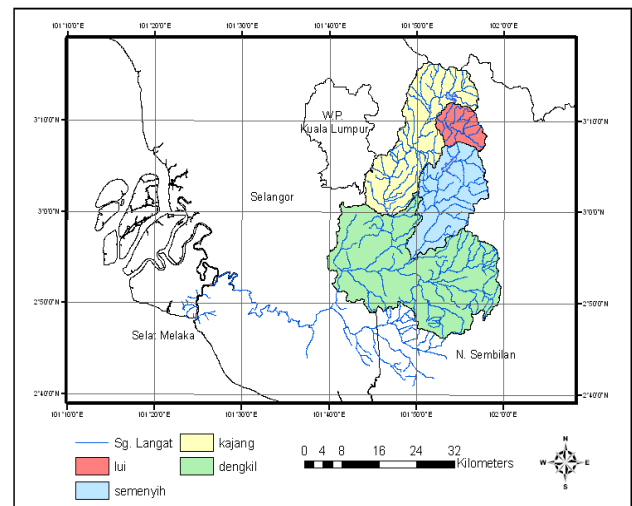 101°10'0"E 101°20'0"E 101°30'0"E 101°40'0"E 101°50'0"E 102°0'0"E
3°10'0"N 3°10'0"N
W.P.
Kuala Lumpur
Selangor
3°0'0"N 3°0'0"N
2°50'0"N 2°50'0"N
Selat Melaka
N. Sembilan
2°40'0"N 2°40'0"N
101°10'0"E 101°20'0"E 101°30'0"E 101°40'0"E 101°50'0"E 102°0'0"E
Sg. Langat kajang
lui dengkil
semenyih
0 4 8 16 24 32
Kilometers
N
W E
S